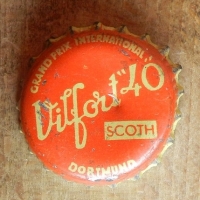 GRAND PRIX INTERNATIONAL
Vilfort "40
SCOTH
DORTMUND